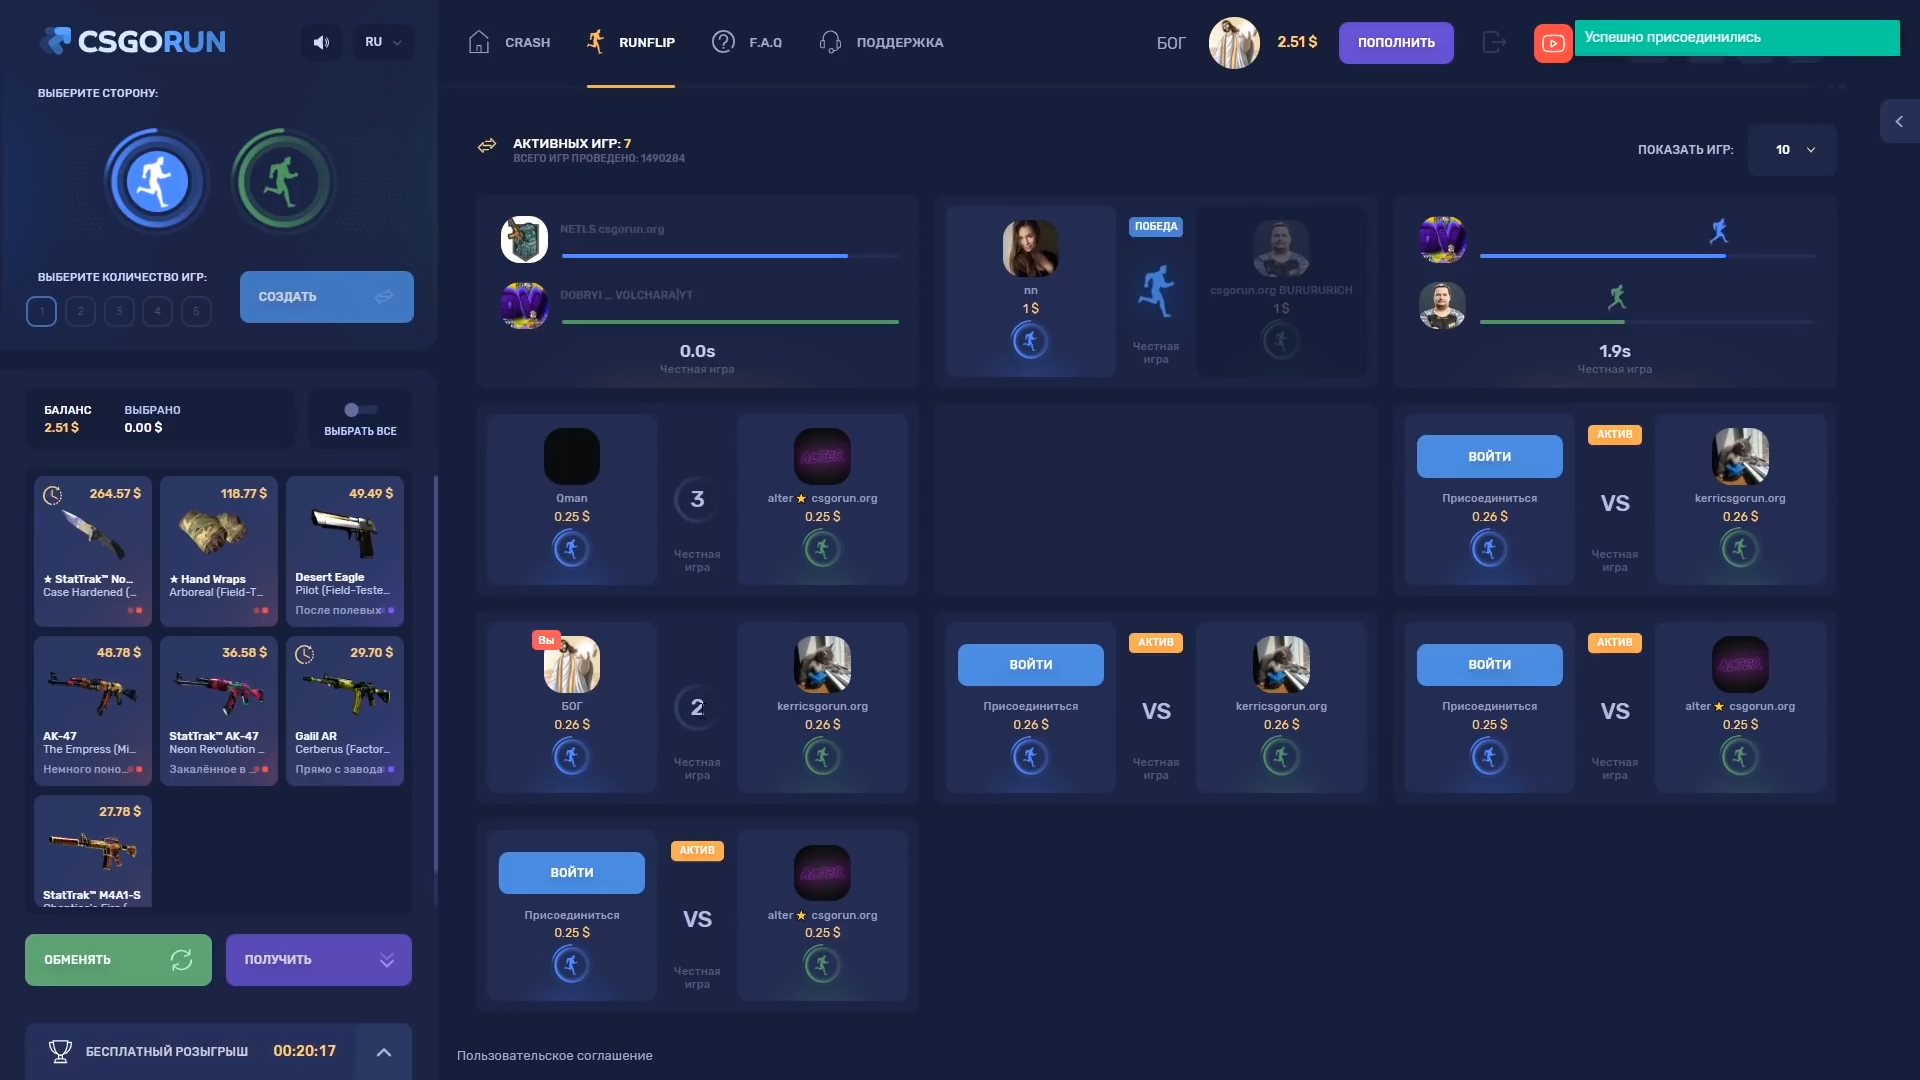 CSGORUN
RU
CRASH
RUNFLIP
F.A.Q
ПОДДЕРЖКА
БОГ
2.51 $
ПОПОЛНИТЬ
Успешно присоединились
ВЫБЕРИТЕ СТОРОНУ:
ВЫБЕРИТЕ КОЛИЧЕСТВО ИГР:
1 2 3 4 5
СОЗДАТЬ
БАЛАНС
2.51 $
ВЫБРАНО
0.00 $
ВЫБРАТЬ ВСЕ
264.57 $
★ StatTrak™ No...
Case Hardened (...
118.77 $
★ Hand Wraps
Arboreal (Field-T...
49.49 $
Desert Eagle
Pilot (Field-Teste...
После полевых
48.78 $
AK-47
The Empress (Mi...
Немного поно...
36.58 $
StatTrak™ AK-47
Neon Revolution ...
Закалённое в ...
29.70 $
Galil AR
Cerberus (Factor...
Прямо с завода
27.78 $
StatTrak™ M4A1-S
ОБМЕНЯТЬ
ПОЛУЧИТЬ
БЕСПЛАТНЫЙ РОЗЫГРЫШ
00:20:17
АКТИВНЫХ ИГР: 7
ВСЕГО ИГР ПРОВЕДЕНО: 1490284
ПОКАЗАТЬ ИГР:
10
NETLS csgorun.org
DOBRYI _ VOLCHARA|YT
0.0s
Честная игра
nn
1 $
ПОБЕДА
Честная
игра
csgorun.org BURURURICH
1 $
1.9s
Честная игра
Qman
0.25 $
3
Честная
игра
alter ★ csgorun.org
0.25 $
ВОЙТИ
Присоединиться
0.26 $
АКТИВ
VS
Честная
игра
kerricsgorun.org
0.26 $
Вы
БОГ
0.26 $
2
Честная
игра
kerricsgorun.org
0.26 $
ВОЙТИ
Присоединиться
0.26 $
АКТИВ
VS
Честная
игра
kerricsgorun.org
0.26 $
ВОЙТИ
Присоединиться
0.25 $
АКТИВ
VS
Честная
игра
alter ★ csgorun.org
0.25 $
ВОЙТИ
Присоединиться
0.25 $
АКТИВ
VS
Честная
игра
alter ★ csgorun.org
0.25 $
Пользовательское соглашение